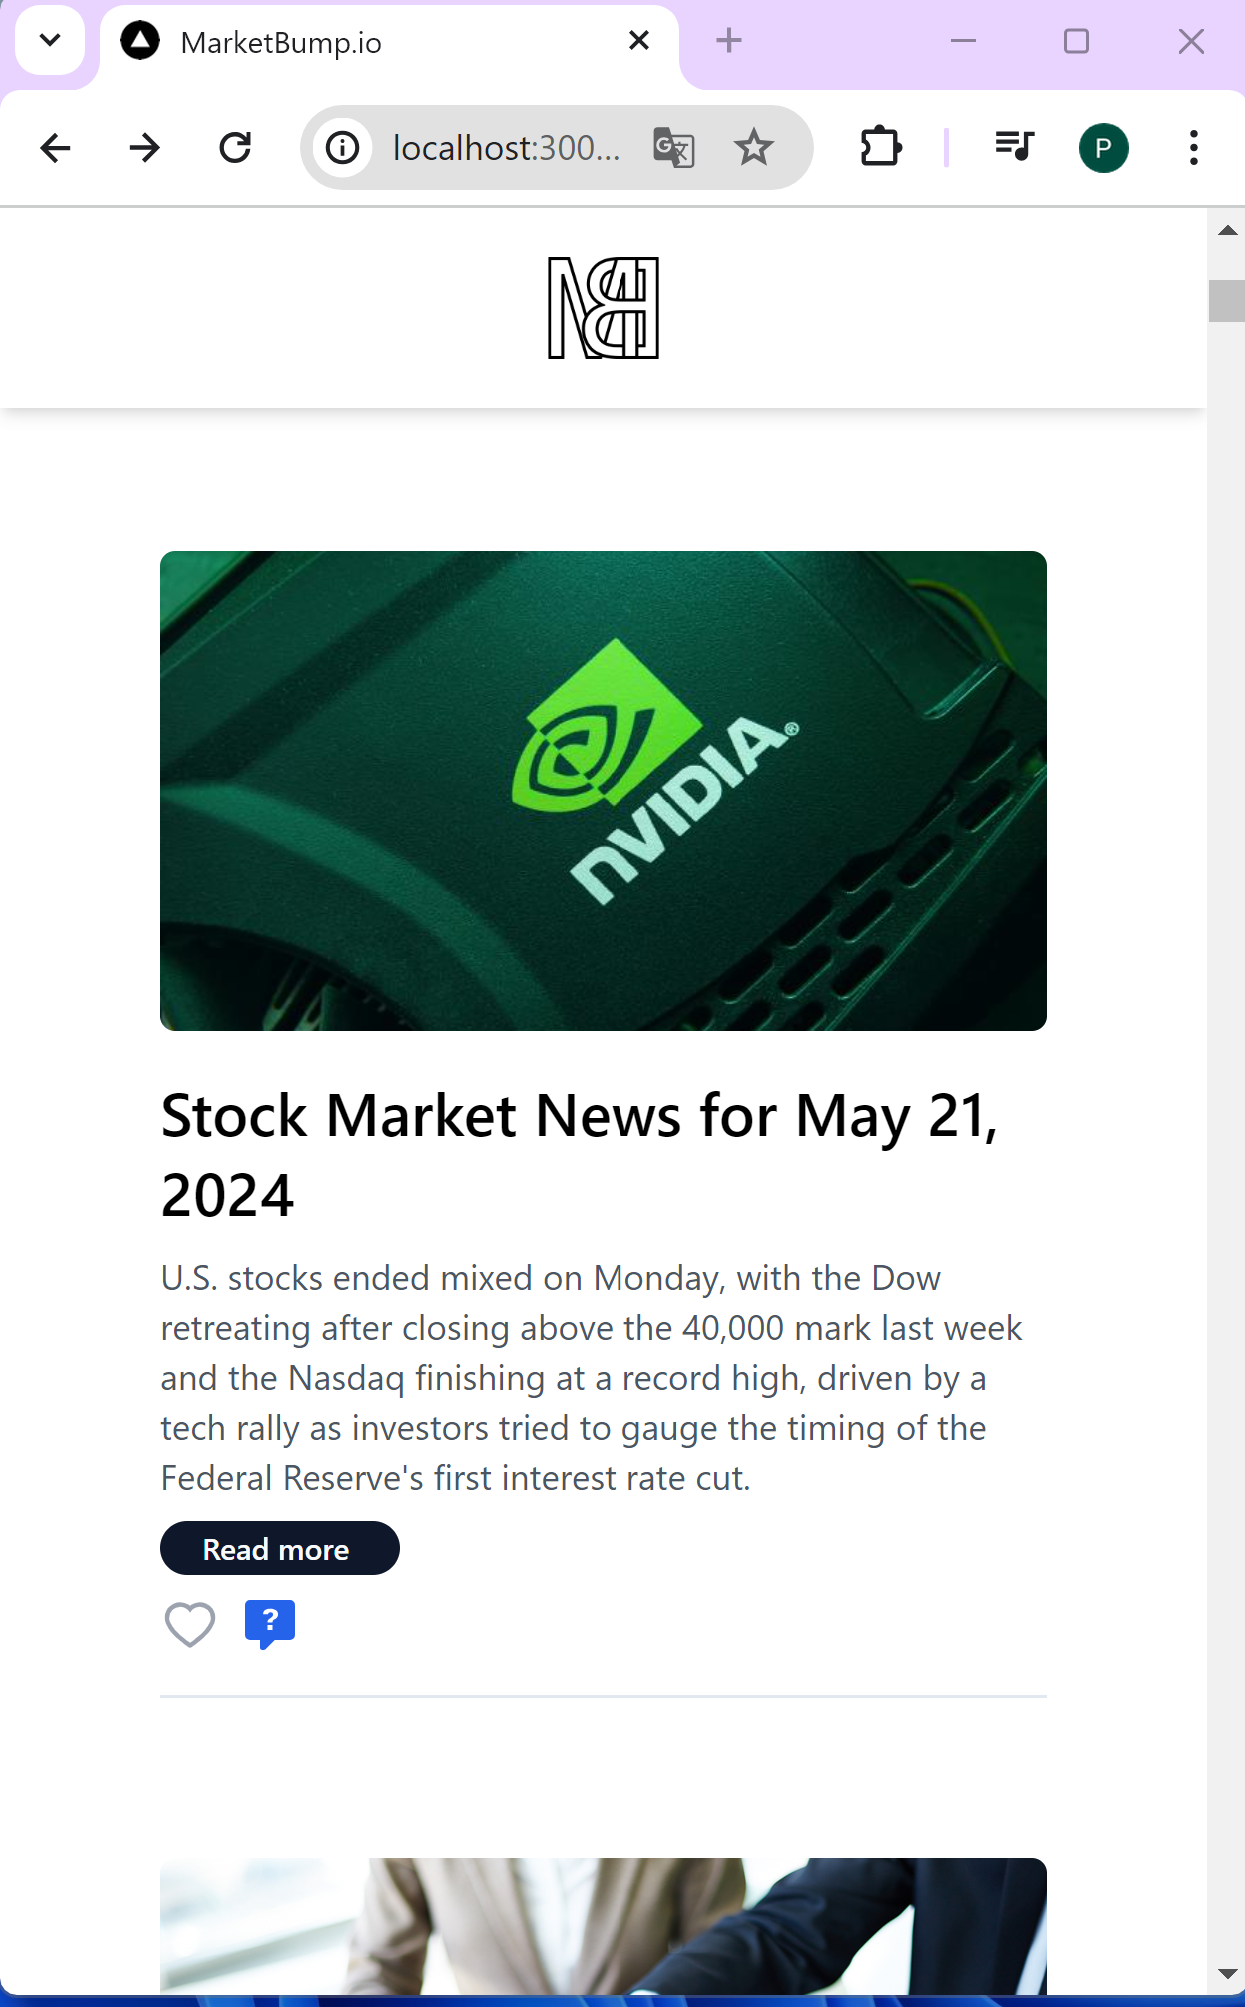 MarketBump.io
localhost:300...
P
MB
nVIDIA®
Stock Market News for May 21,
2024
U.S. stocks ended mixed on Monday, with the Dow
retreating after closing above the 40,000 mark last week
and the Nasdaq finishing at a record high, driven by a
tech rally as investors tried to gauge the timing of the
Federal Reserve's first interest rate cut.
Read more
?